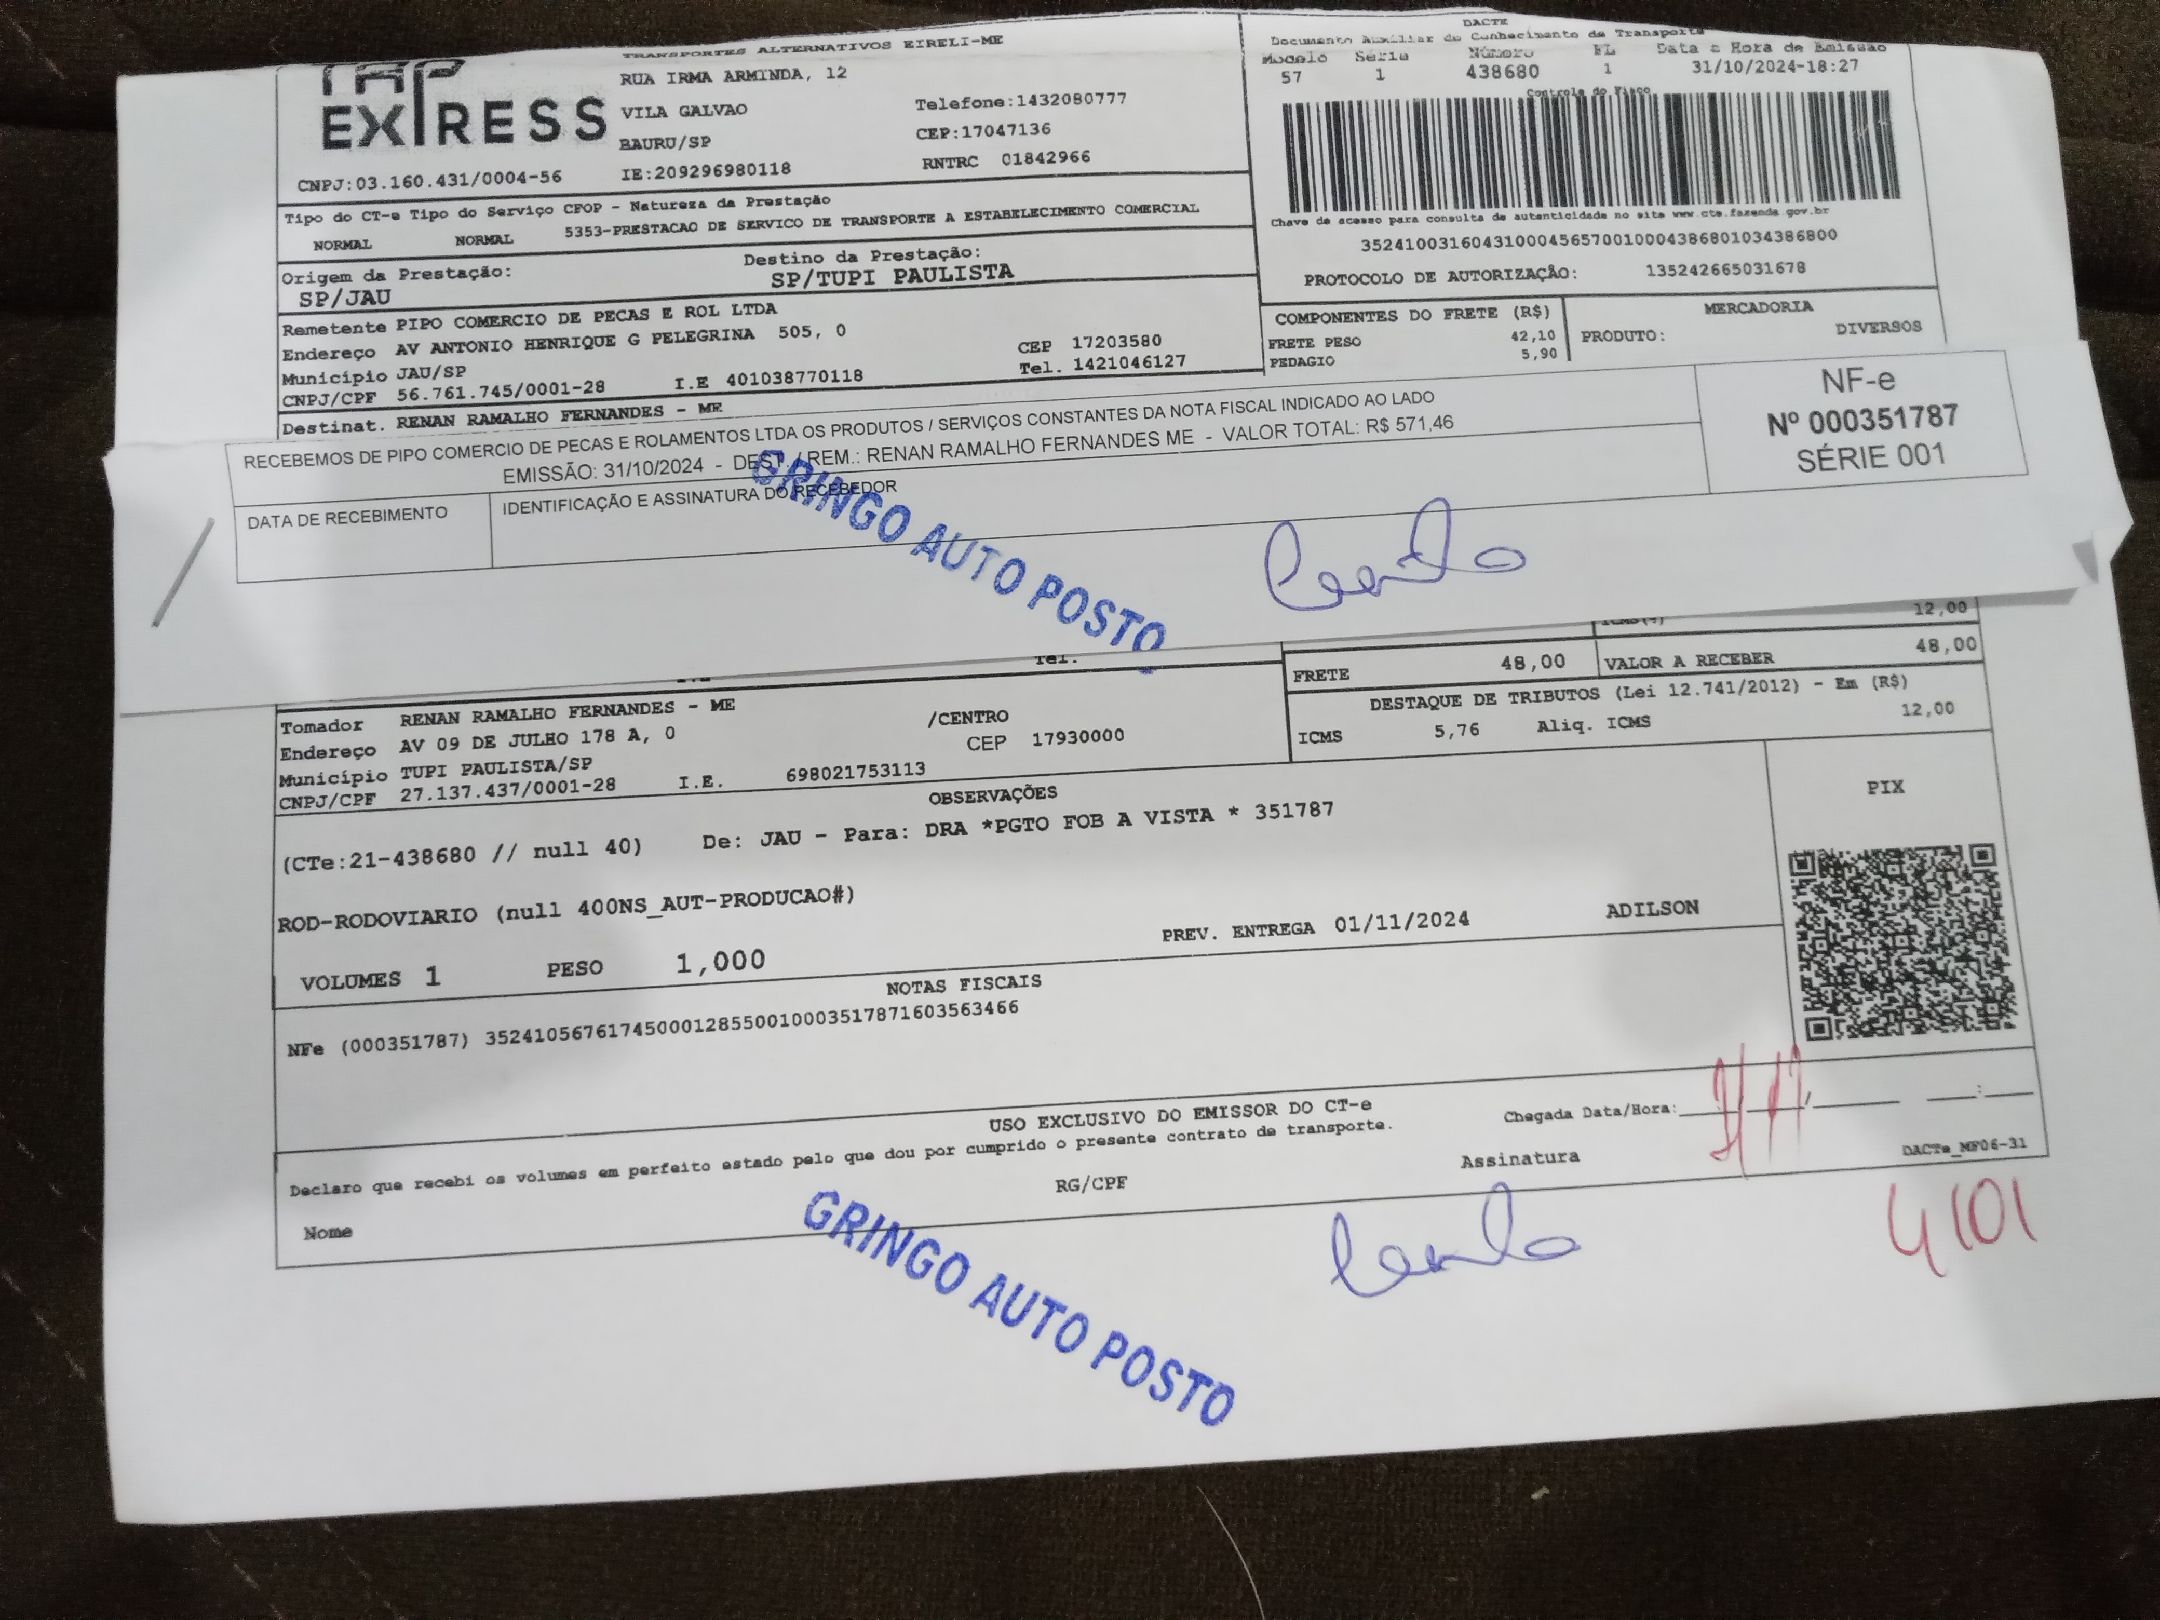 TRANSPORTES ALTERNATIVOS EIRELI-ME
EXPRESS
RUA IRMA ARMINDA, 12
VILA GALVAO
Telefone:1432080777
BAURU/SP
CEP:17047136
CNPJ:03.160.431/0004-56
IE:209296980118
RNTRC 01842966
DACTE
Documento Auxiliar do Conhecimento de Transporte
Modelo Série Número FL Data e Hora de Emissão
57 1 438680 1 31/10/2024-18:27
Controle do Fisco
Chave de acesso para consulta de autenticidade no site www.cte.fazenda.gov.br
35241003160431000456570010004386801034386800
PROTOCOLO DE AUTORIZAÇÃO: 135242665031678
Tipo do CT-e Tipo do Serviço CFOP - Natureza da Prestação
NORMAL NORMAL 5353-PRESTACAO DE SERVICO DE TRANSPORTE A ESTABELECIMENTO COMERCIAL
Origem da Prestação: Destino da Prestação:
SP/JAU SP/TUPI PAULISTA
Remetente PIPO COMERCIO DE PECAS E ROL LTDA
Endereço AV ANTONIO HENRIQUE G PELEGRINA 505, 0
Município JAU/SP CEP 17203580
CNPJ/CPF 56.761.745/0001-28 I.E 401038770118 Tel. 1421046127
Destinat. RENAN RAMALHO FERNANDES - ME
COMPONENTES DO FRETE (R$)
FRETE PESO 42,10
PEDAGIO 5,90
MERCADORIA
PRODUTO: DIVERSOS
RECEBEMOS DE PIPO COMERCIO DE PECAS E ROLAMENTOS LTDA OS PRODUTOS / SERVIÇOS CONSTANTES DA NOTA FISCAL INDICADO AO LADO
EMISSÃO: 31/10/2024 - DEST. / REM.: RENAN RAMALHO FERNANDES ME - VALOR TOTAL: R$ 571,46
DATA DE RECEBIMENTO
IDENTIFICAÇÃO E ASSINATURA DO RECEBEDOR
NF-e
Nº 000351787
SÉRIE 001
GRINGO AUTO POSTO
Tel.
ICMS(%) 12,00
FRETE 48,00 VALOR A RECEBER 48,00
DESTAQUE DE TRIBUTOS (Lei 12.741/2012) - Em (R$)
ICMS 5,76 Aliq. ICMS 12,00
Tomador RENAN RAMALHO FERNANDES - ME
Endereço AV 09 DE JULHO 178 A, 0 /CENTRO
Município TUPI PAULISTA/SP CEP 17930000
CNPJ/CPF 27.137.437/0001-28 I.E. 698021753113
OBSERVAÇÕES
(CTe:21-438680 // null 40) De: JAU - Para: DRA *PGTO FOB A VISTA * 351787
ROD-RODOVIARIO (null 400NS_AUT-PRODUCAO#)
PREV. ENTREGA 01/11/2024 ADILSON
VOLUMES 1 PESO 1,000
PIX
NOTAS FISCAIS
NFe (000351787) 35241056761745000128550010003517871603563466
USO EXCLUSIVO DO EMISSOR DO CT-e
Declaro que recebi os volumes em perfeito estado pelo que dou por cumprido o presente contrato de transporte.
Chegada Data/Hora:
Nome
RG/CPF
Assinatura
DACTe_MF06-31
GRINGO AUTO POSTO